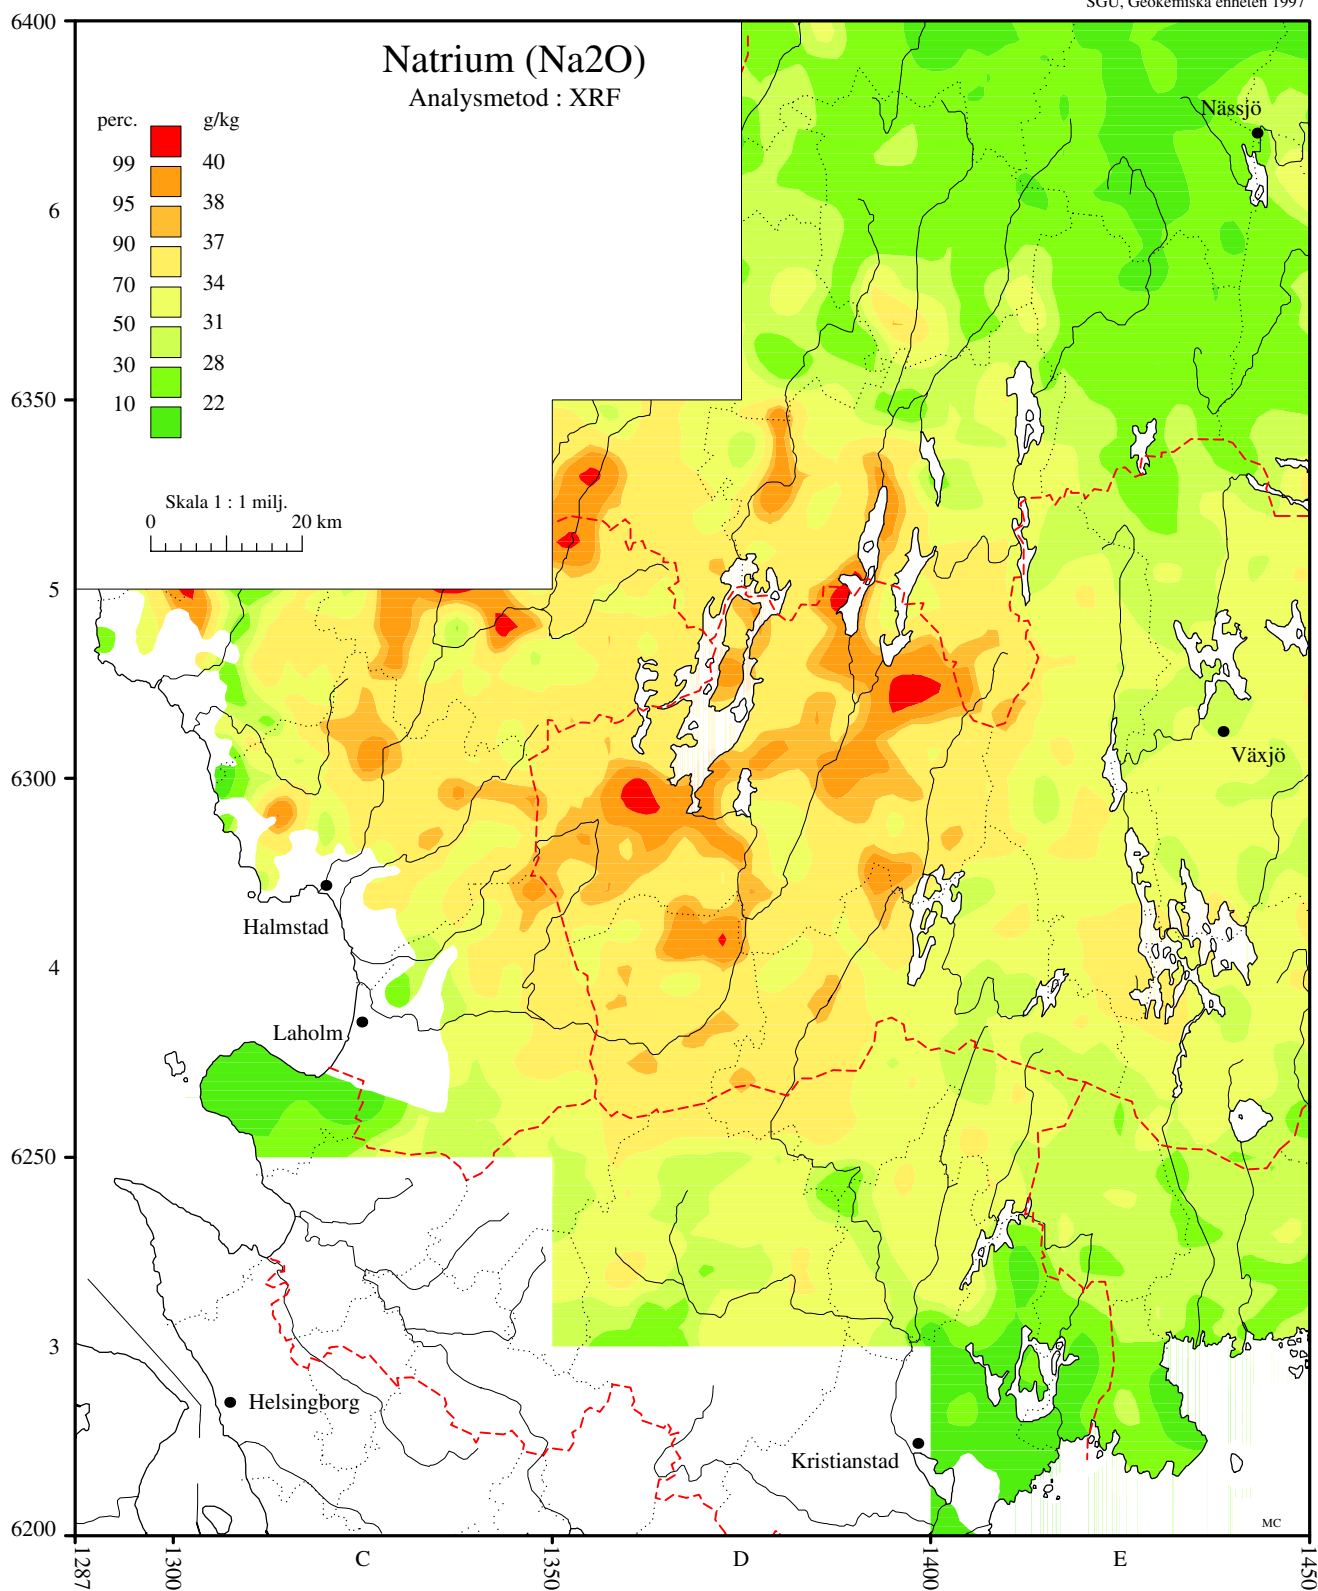 SGU, Geokemiska enheten 1997
6400
Natrium (Na2O)
Analysmetod : XRF
perc. g/kg
99 40
95 38
90 37
70 34
50 31
30 28
10 22
Skala 1 : 1 milj.
0 20 km
Nässjö
6
6350
5
Växjö
6300
Halmstad
4
Laholm
6250
3
Helsingborg
Kristianstad
6200
MC
1287 1300 C 1350 D 1400 E 1450